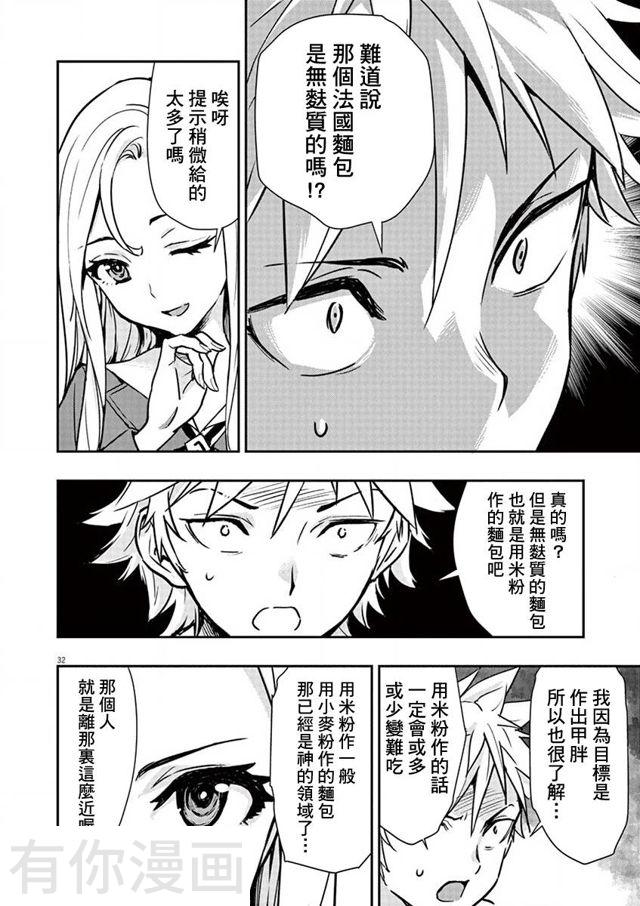 難道說
那個法國麵包
是無麩質的嗎!?
唉呀
提示稍微給的
太多了嗎
真的嗎?
但是無麩質的麵包
也就是用米粉
作的麵包吧
32
我因為目標是
作出甲胖
所以也很了解…
用米粉作的話
一定會或多
或少變難吃
用米粉作一般
用小麥粉作的麵包
那已經是神的領域了…
那個人
就是離那裏這麼近喔
有你漫画